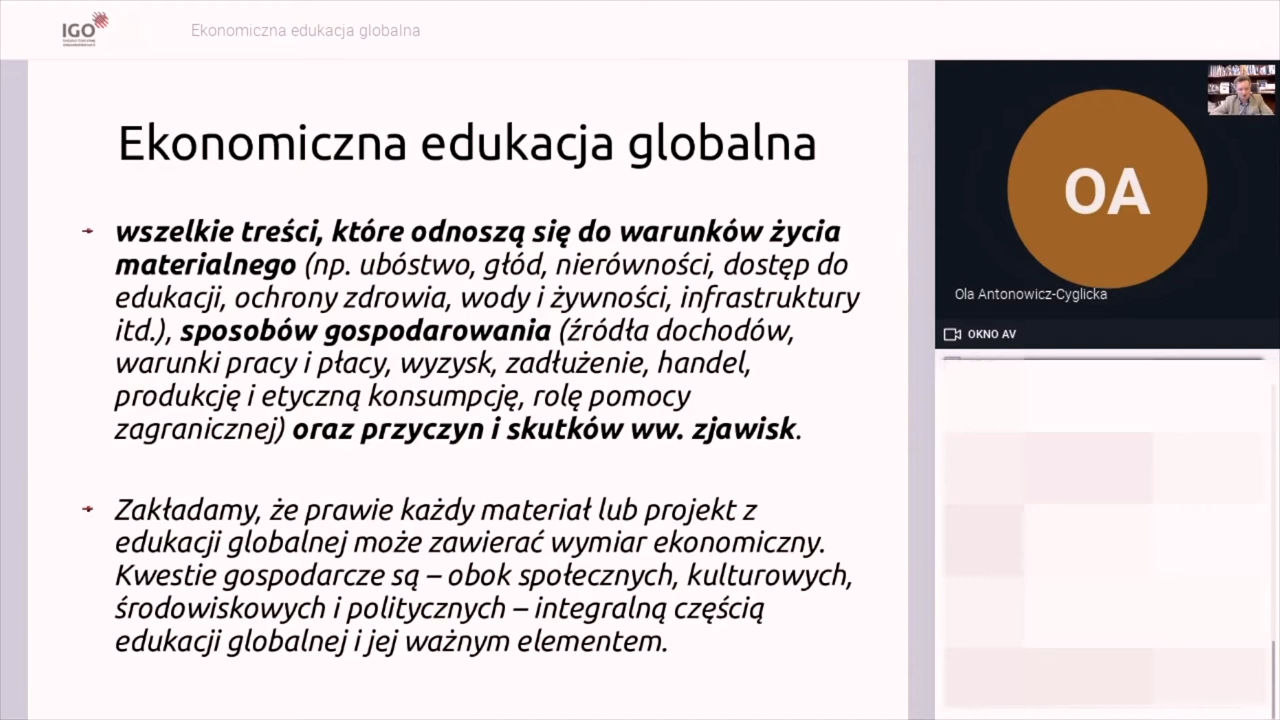 IGO
Ekonomiczna edukacja globalna
Ekonomiczna edukacja globalna
wszelkie treści, które odnoszą się do warunków życia
materialnego (np. ubóstwo, głód, nierówności, dostęp do
edukacji, ochrony zdrowia, wody i żywności, infrastruktury
itd.), sposobów gospodarowania (źródła dochodów,
warunki pracy i płacy, wyzysk, zadłużenie, handel,
produkcję i etyczną konsumpcję, rolę pomocy
zagranicznej) oraz przyczyn i skutków ww. zjawisk.
Zakładamy, że prawie każdy materiał lub projekt z
edukacji globalnej może zawierać wymiar ekonomiczny.
Kwestie gospodarcze są – obok społecznych, kulturowych,
środowiskowych i politycznych – integralną częścią
edukacji globalnej i jej ważnym elementem.
OA
Ola Antonowicz-Cyglicka
OKNO AV